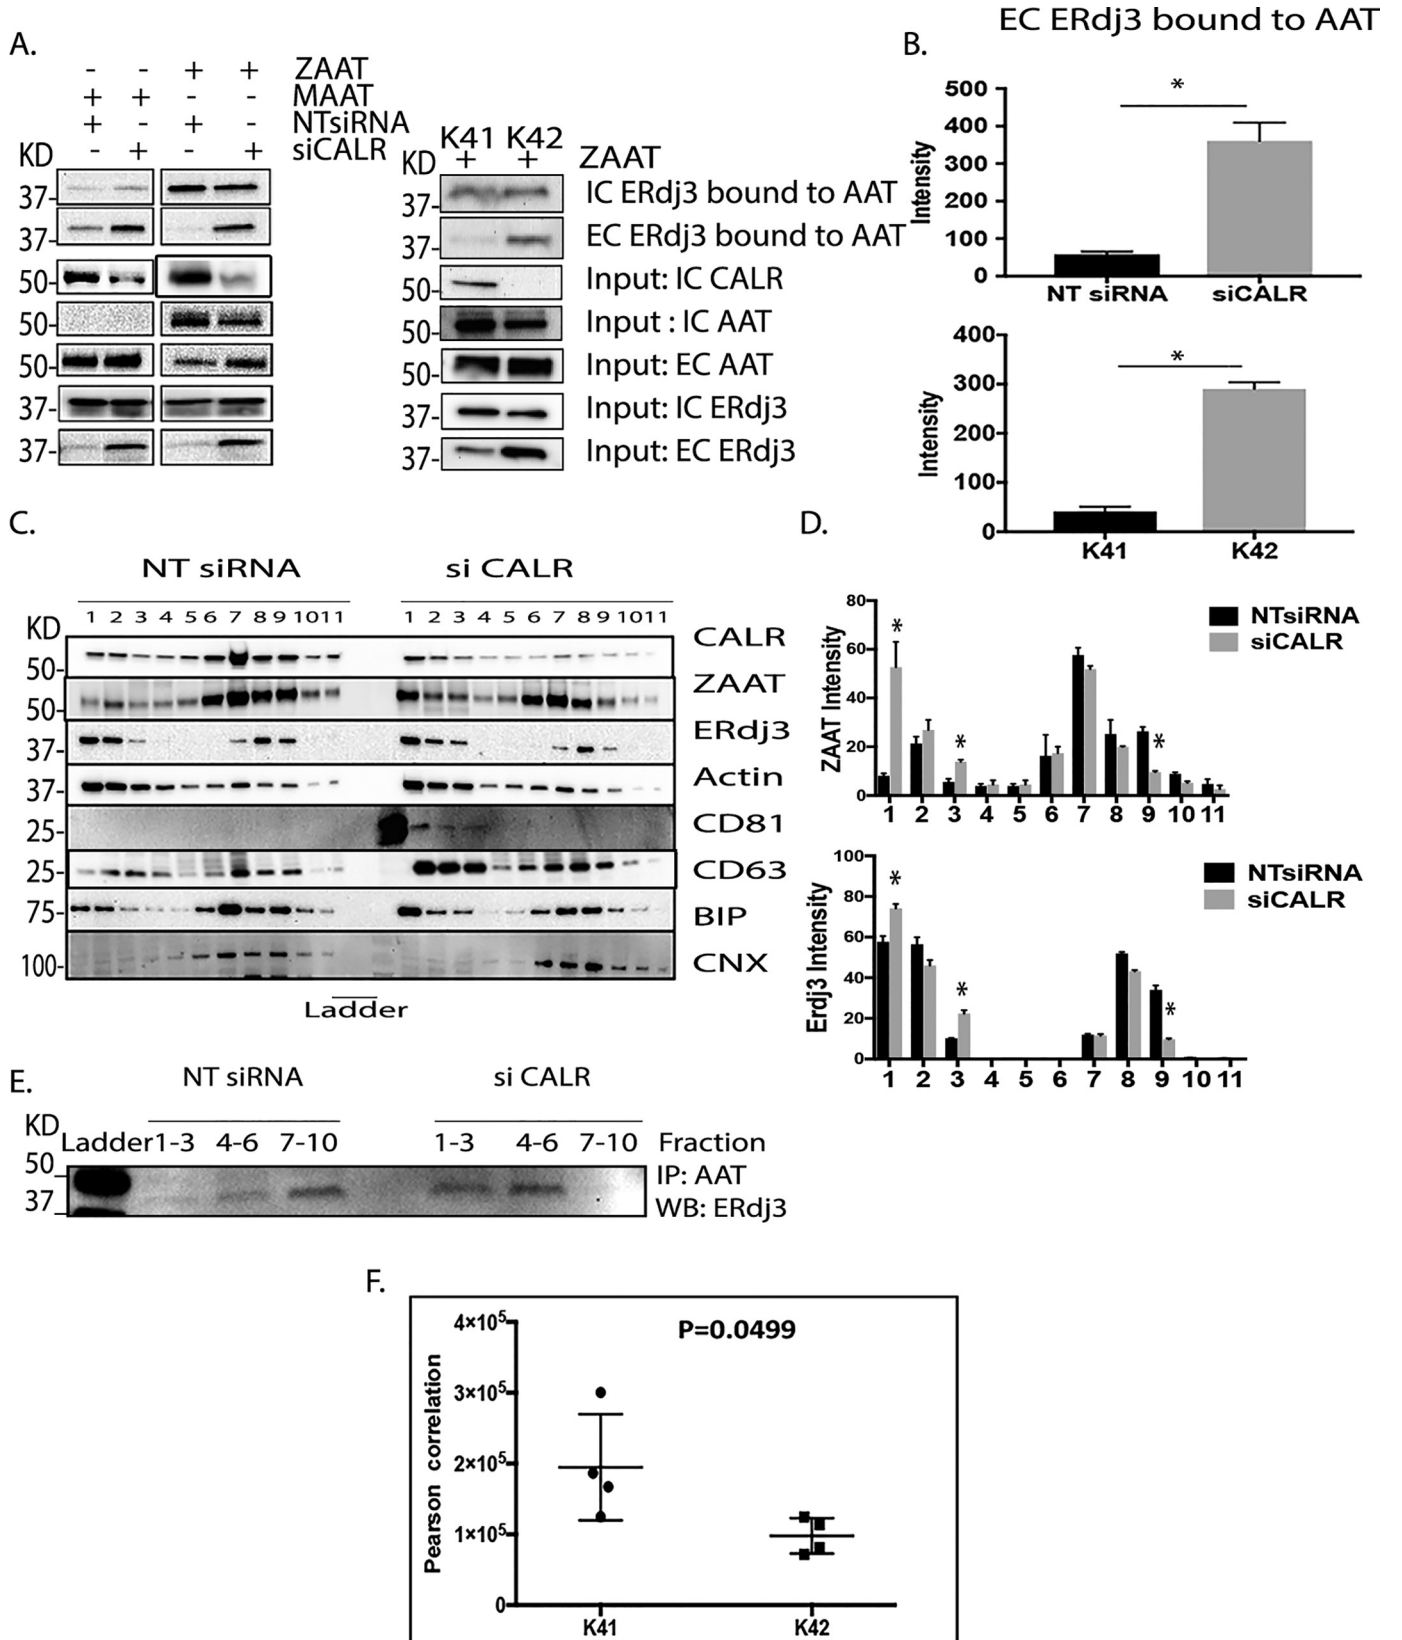 A.
- - + + ZAAT
+ + - - MAAT
+ - + - NTsiRNA
- + - + siCALR
KD
37-
37-
50-
50-
50-
37-
37-
K41 K42
KD + + ZAAT
37- IC ERdj3 bound to AAT
37- EC ERdj3 bound to AAT
50- Input: IC CALR
50- Input : IC AAT
50- Input: EC AAT
37- Input: IC ERdj3
37- Input: EC ERdj3
B.
EC ERdj3 bound to AAT
Intensity
500
400
300
200
100
0
*
NT siRNA siCALR
Intensity
400
300
200
100
0
*
K41 K42
C.
NT siRNA si CALR
1 2 3 4 5 6 7 8 9 10 11 1 2 3 4 5 6 7 8 9 10 11
KD
50- CALR
50- ZAAT
37- ERdj3
37- Actin
25- CD81
25- CD63
75- BIP
100- CNX
Ladder
D.
ZAAT Intensity
80
60
40
20
0
* * *
NTsiRNA
siCALR
1 2 3 4 5 6 7 8 9 10 11
Erdj3 Intensity
100
80
60
40
20
0
* * *
NTsiRNA
siCALR
1 2 3 4 5 6 7 8 9 10 11
E.
NT siRNA si CALR
KD
Ladder 1-3 4-6 7-10 1-3 4-6 7-10 Fraction
50 IP: AAT
37 WB: ERdj3
F.
P=0.0499
Pearson correlation
4×10⁵
3×10⁵
2×10⁵
1×10⁵
0
K41 K42